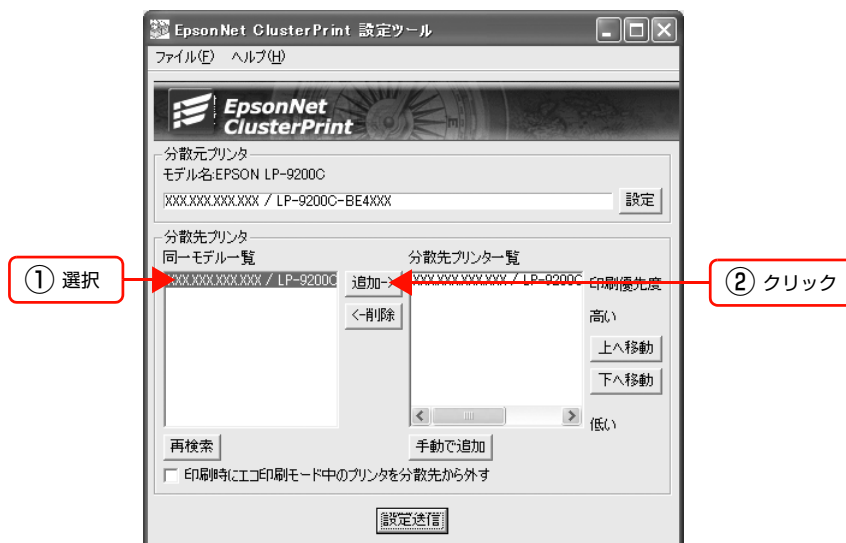 EpsonNet ClusterPrint 設定ツール
ファイル(F) ヘルプ(H)
EpsonNet
ClusterPrint
分散元プリンタ
モデル名:EPSON LP-9200C
XXX.XXX.XXX.XXX / LP-9200C-BE4XXX
設定
分散先プリンタ
同一モデル一覧
分散先プリンター覧
① 選択
XXX.XXX.XXX.XXX / LP-9200C
追加->
XXX.XXX.XXX.XXX / LP-9200C
印刷優先度
② クリック
<-削除
高い
上へ移動
下へ移動
低い
再検索
手動で追加
印刷時にエコ印刷モード中のプリンタを分散先から外す
設定送信